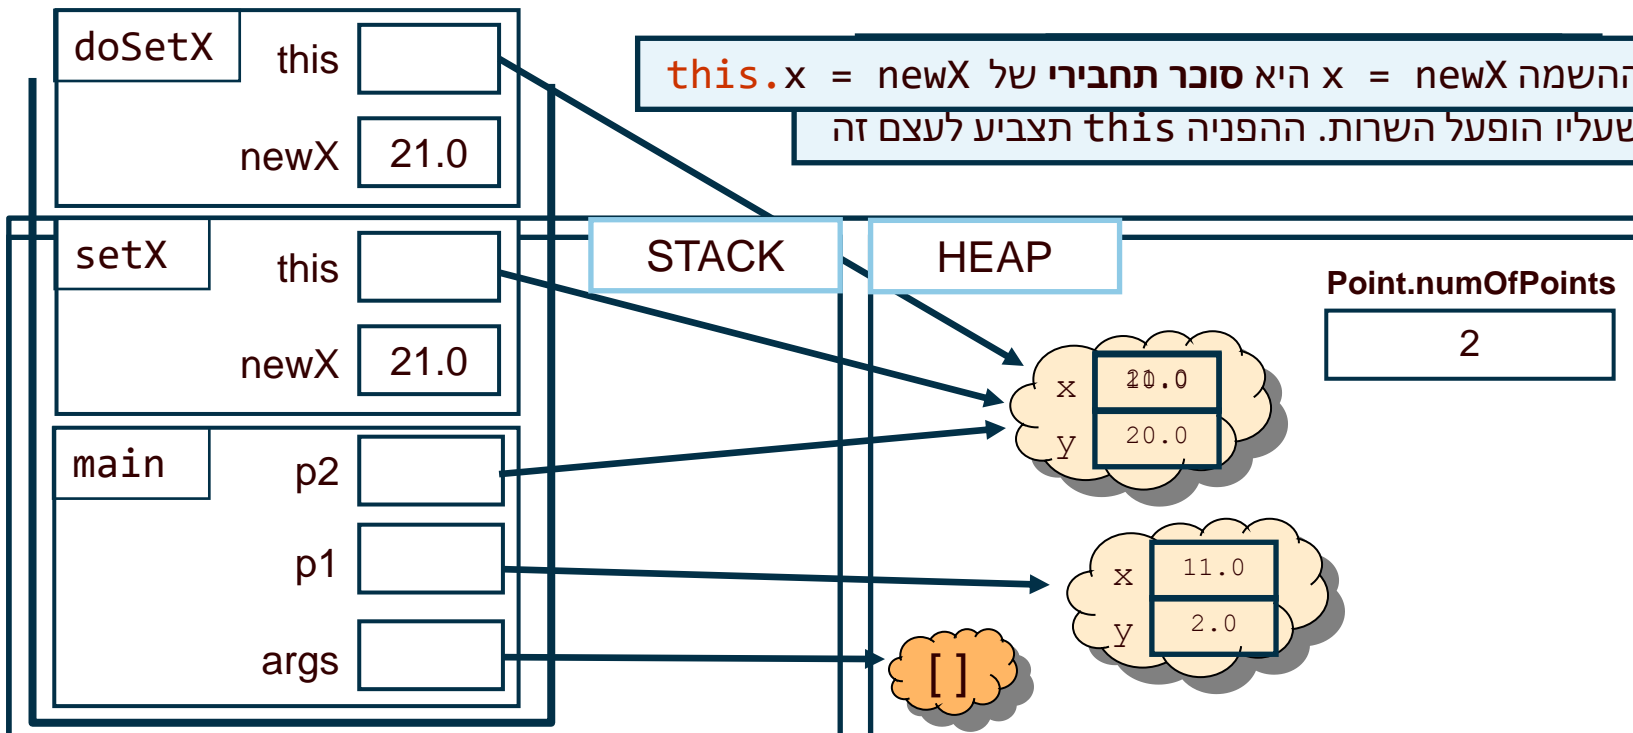 ההשמה x = newX היא סוכר תחבירי של this.x = newX
שעליו הופעל השרות. ההפניה this תצביע לעצם זה
doSetX
this
newX 21.0
setX
this
newX 21.0
main
p2
p1
args
STACK
HEAP
Point.numOfPoints
2
x
y 20.0
x 11.0
y 2.0
[]